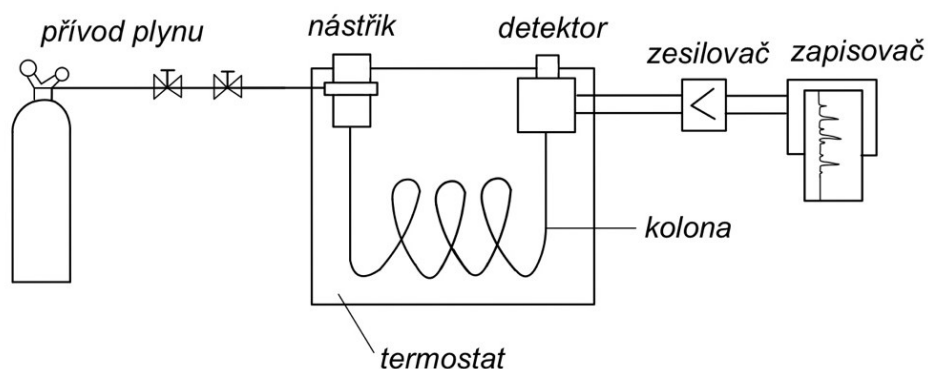 přívod plynu
nástřik
detektor
zesilovač
zapisovač
kolona
termostat